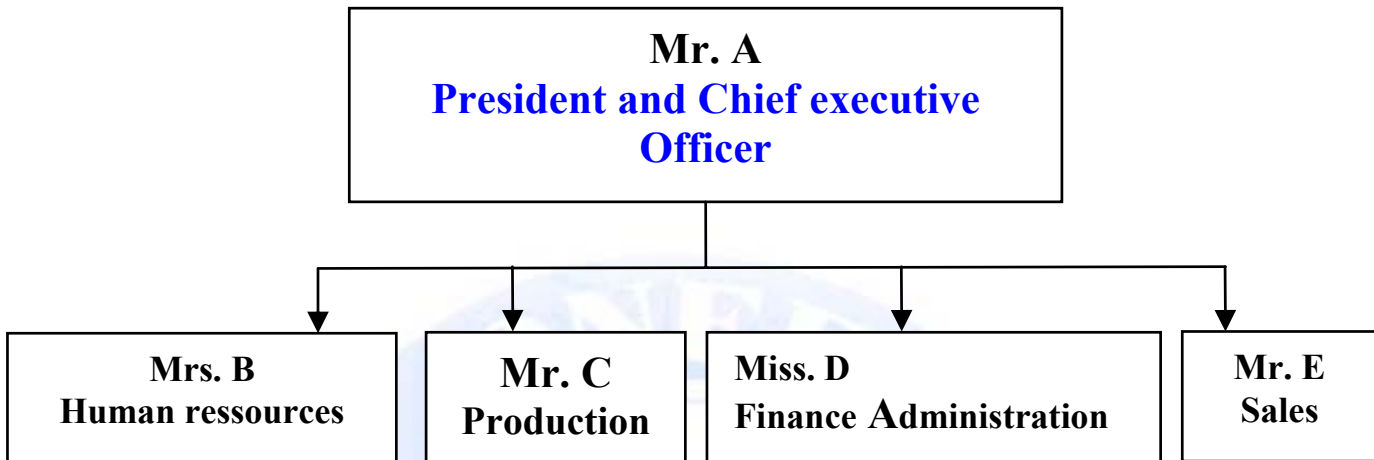 Mr. A
President and Chief executive
Officer
Mrs. B
Human ressources
Mr. C
Production
Miss. D
Finance Administration
Mr. E
Sales